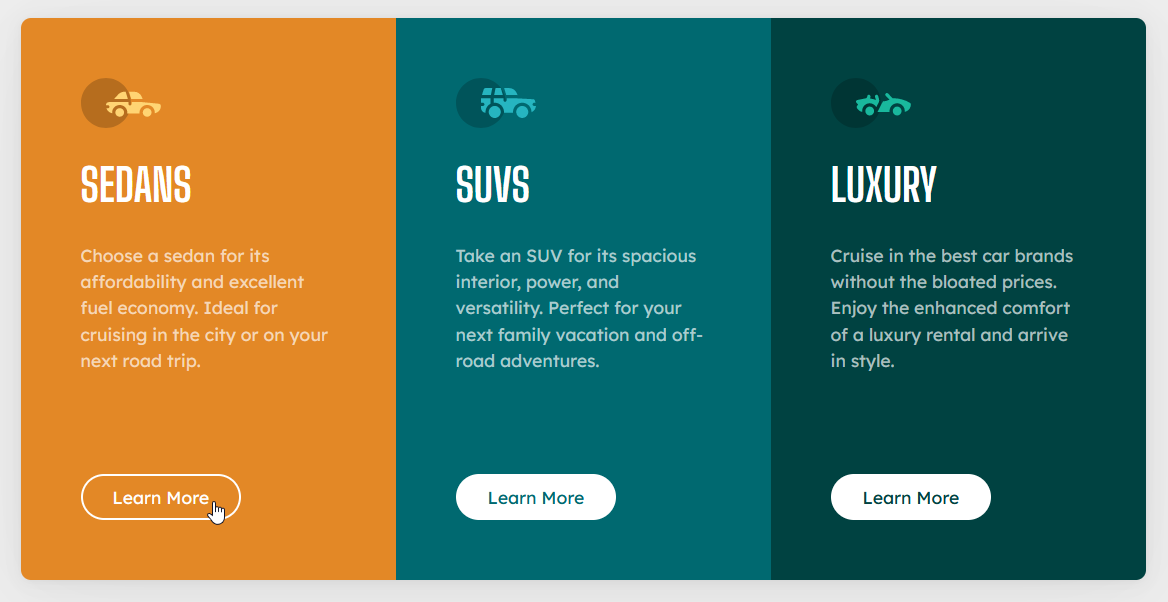 SEDANS
Choose a sedan for its
affordability and excellent
fuel economy. Ideal for
cruising in the city or on your
next road trip.
Learn More
SUVS
Take an SUV for its spacious
interior, power, and
versatility. Perfect for your
next family vacation and off-
road adventures.
Learn More
LUXURY
Cruise in the best car brands
without the bloated prices.
Enjoy the enhanced comfort
of a luxury rental and arrive
in style.
Learn More